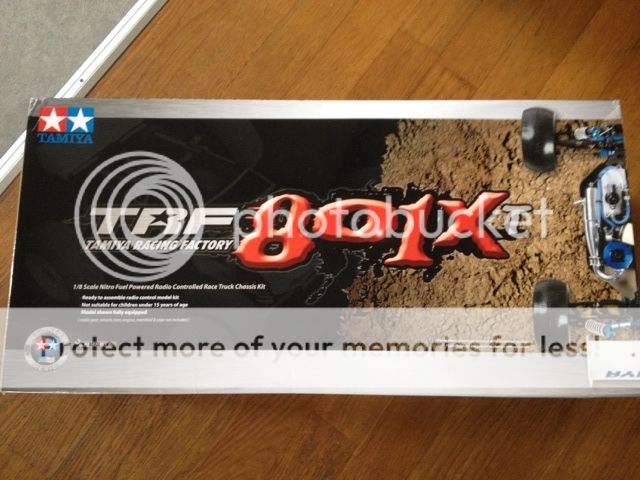 TAMIYA
TRF 801X
TAMIYA RACING FACTORY
photobucket
1/8 Scale Nitro Fuel Powered Radio Controlled Race Truck Chassis Kit
Ready to assemble radio control model kit
Not suitable for children under 15 years of age
Model shown fully equipped
Protect more of your memories for less!